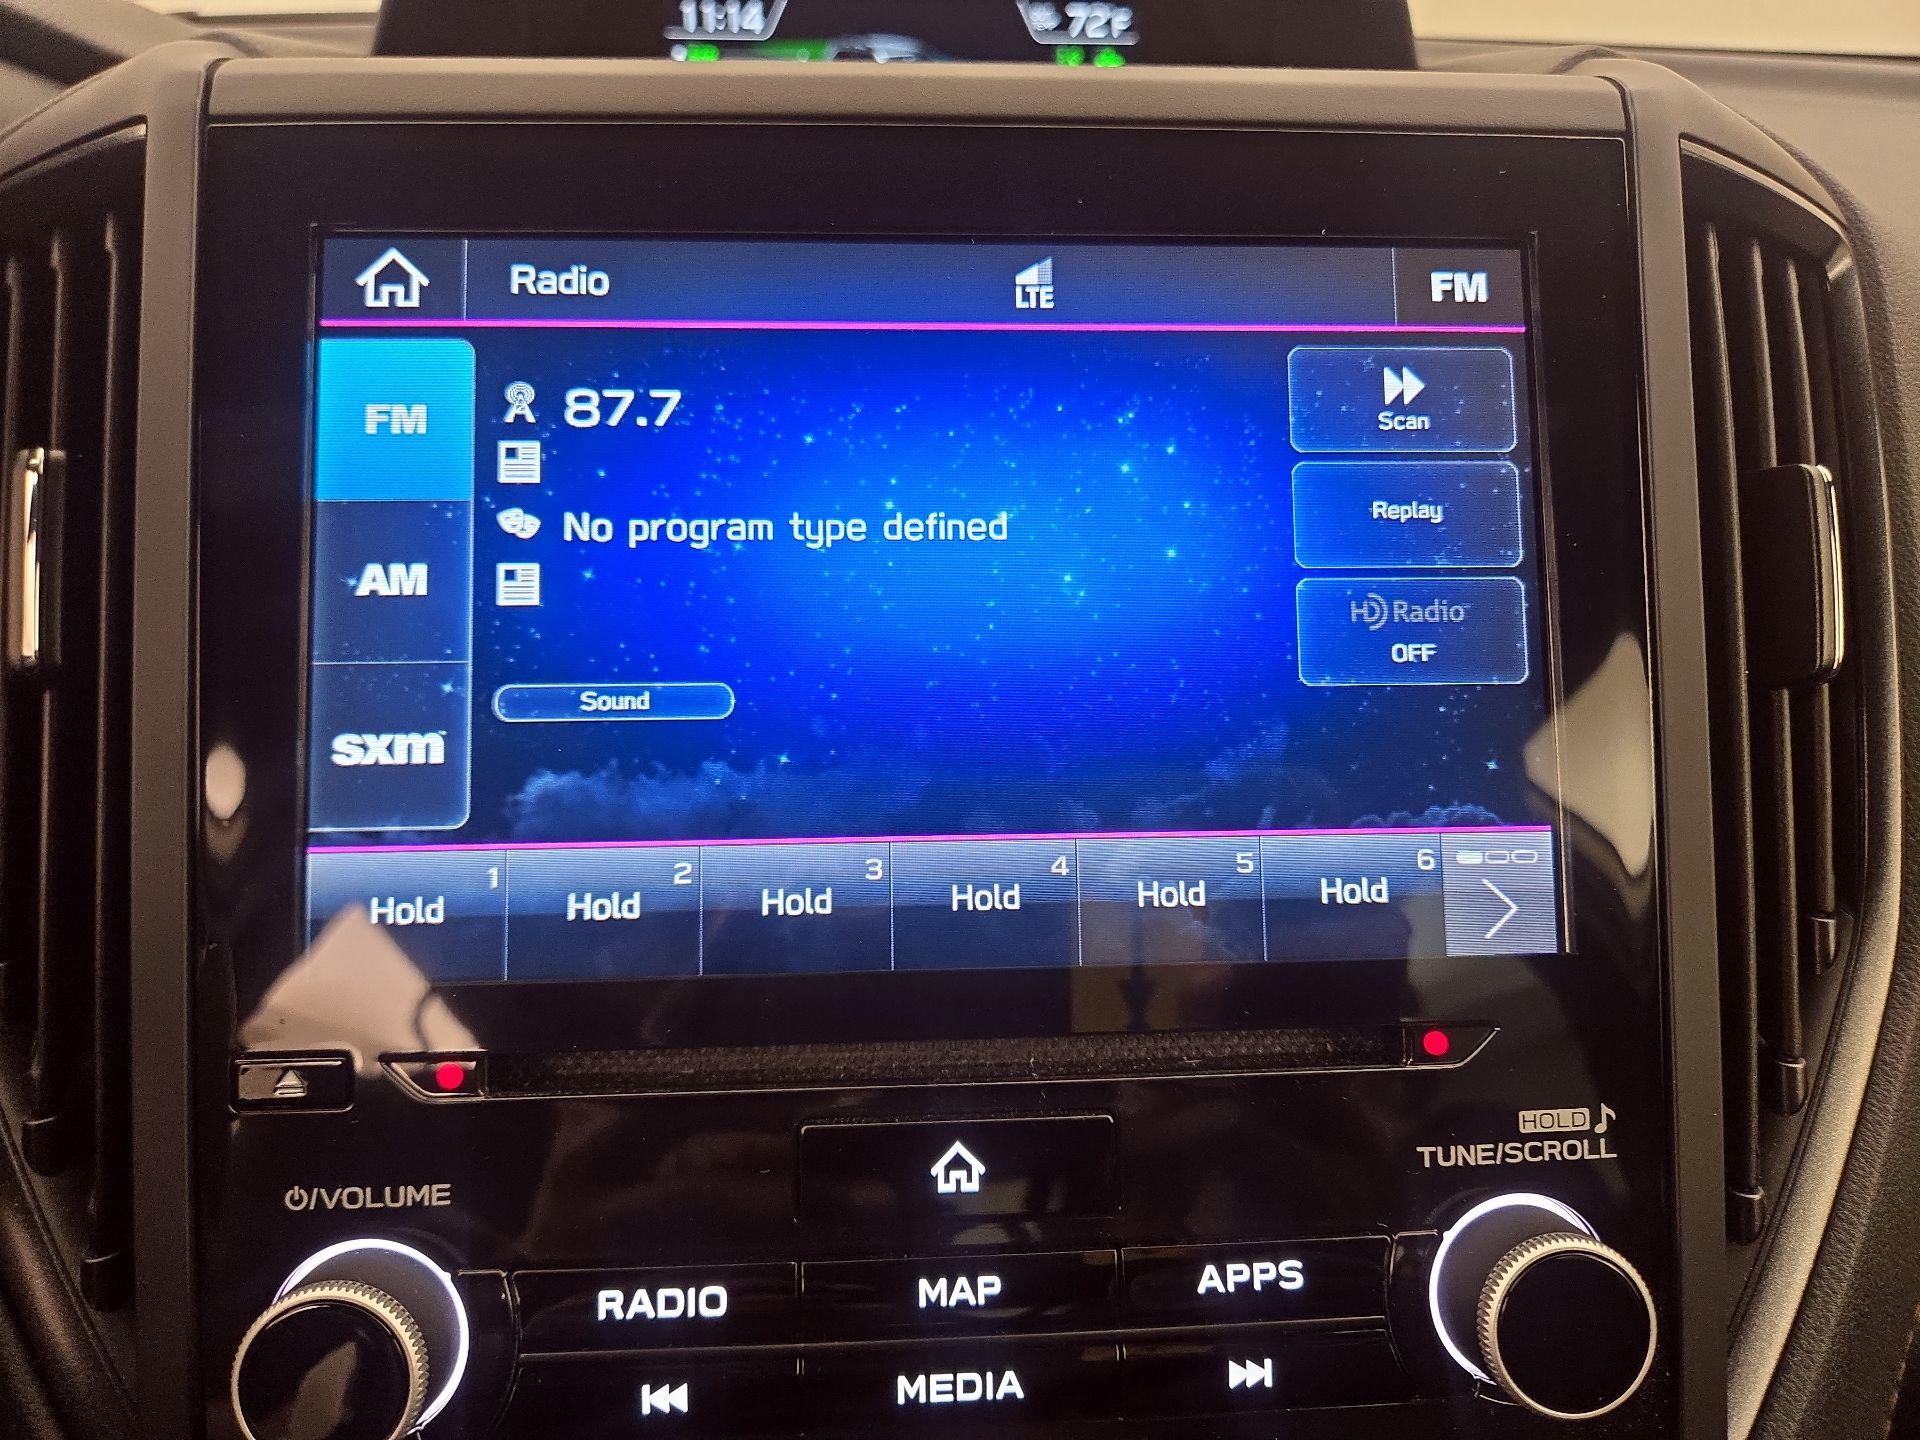 11:14
72°F
Radio
LTE
FM
FM
87.7
Scan
Replay
AM
No program type defined
HD Radio
OFF
Sound
sxm
1 2 3 4 5 6
Hold Hold Hold Hold Hold Hold
HOLD
TUNE/SCROLL
/VOLUME
RADIO
MAP
APPS
MEDIA